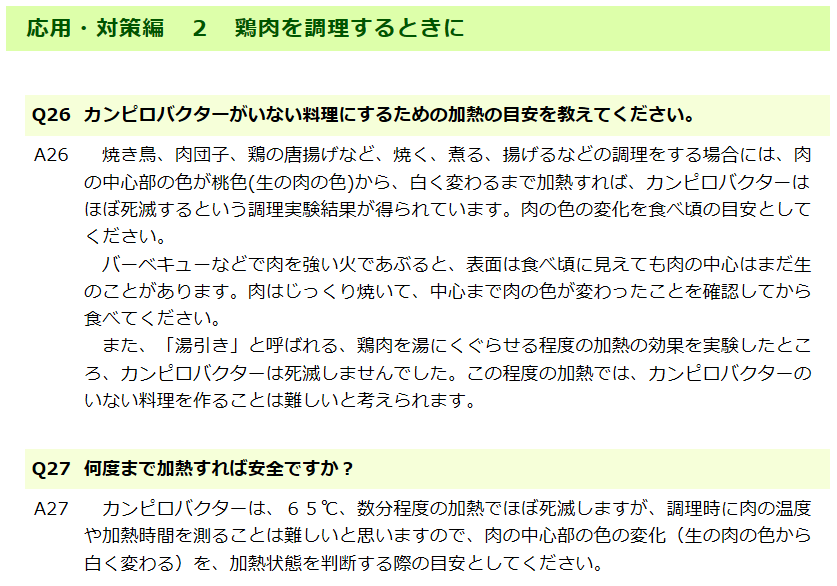 応用・対策編　２　鶏肉を調理するときに
Q26 カンピロバクターがいない料理にするための加熱の目安を教えてください。
A26 　焼き鳥、肉団子、鶏の唐揚げなど、焼く、煮る、揚げるなどの調理をする場合には、肉
の中心部の色が桃色(生の肉の色)から、白く変わるまで加熱すれば、カンピロバクターは
ほぼ死滅するという調理実験結果が得られています。肉の色の変化を食べ頃の目安として
ください。
　バーベキューなどで肉を強い火であぶると、表面は食べ頃に見えても肉の中心はまだ生
のことがあります。肉はじっくり焼いて、中心まで肉の色が変わったことを確認してから
食べてください。
　また、「湯引き」と呼ばれる、鶏肉を湯にくぐらせる程度の加熱の効果を実験したとこ
ろ、カンピロバクターは死滅しませんでした。この程度の加熱では、カンピロバクターの
いない料理を作ることは難しいと考えられます。
Q27 何度まで加熱すれば安全ですか？
A27 　カンピロバクターは、６５℃、数分程度の加熱でほぼ死滅しますが、調理時に肉の温度
や加熱時間を測ることは難しいと思いますので、肉の中心部の色の変化（生の肉の色から
白く変わる）を、加熱状態を判断する際の目安としてください。